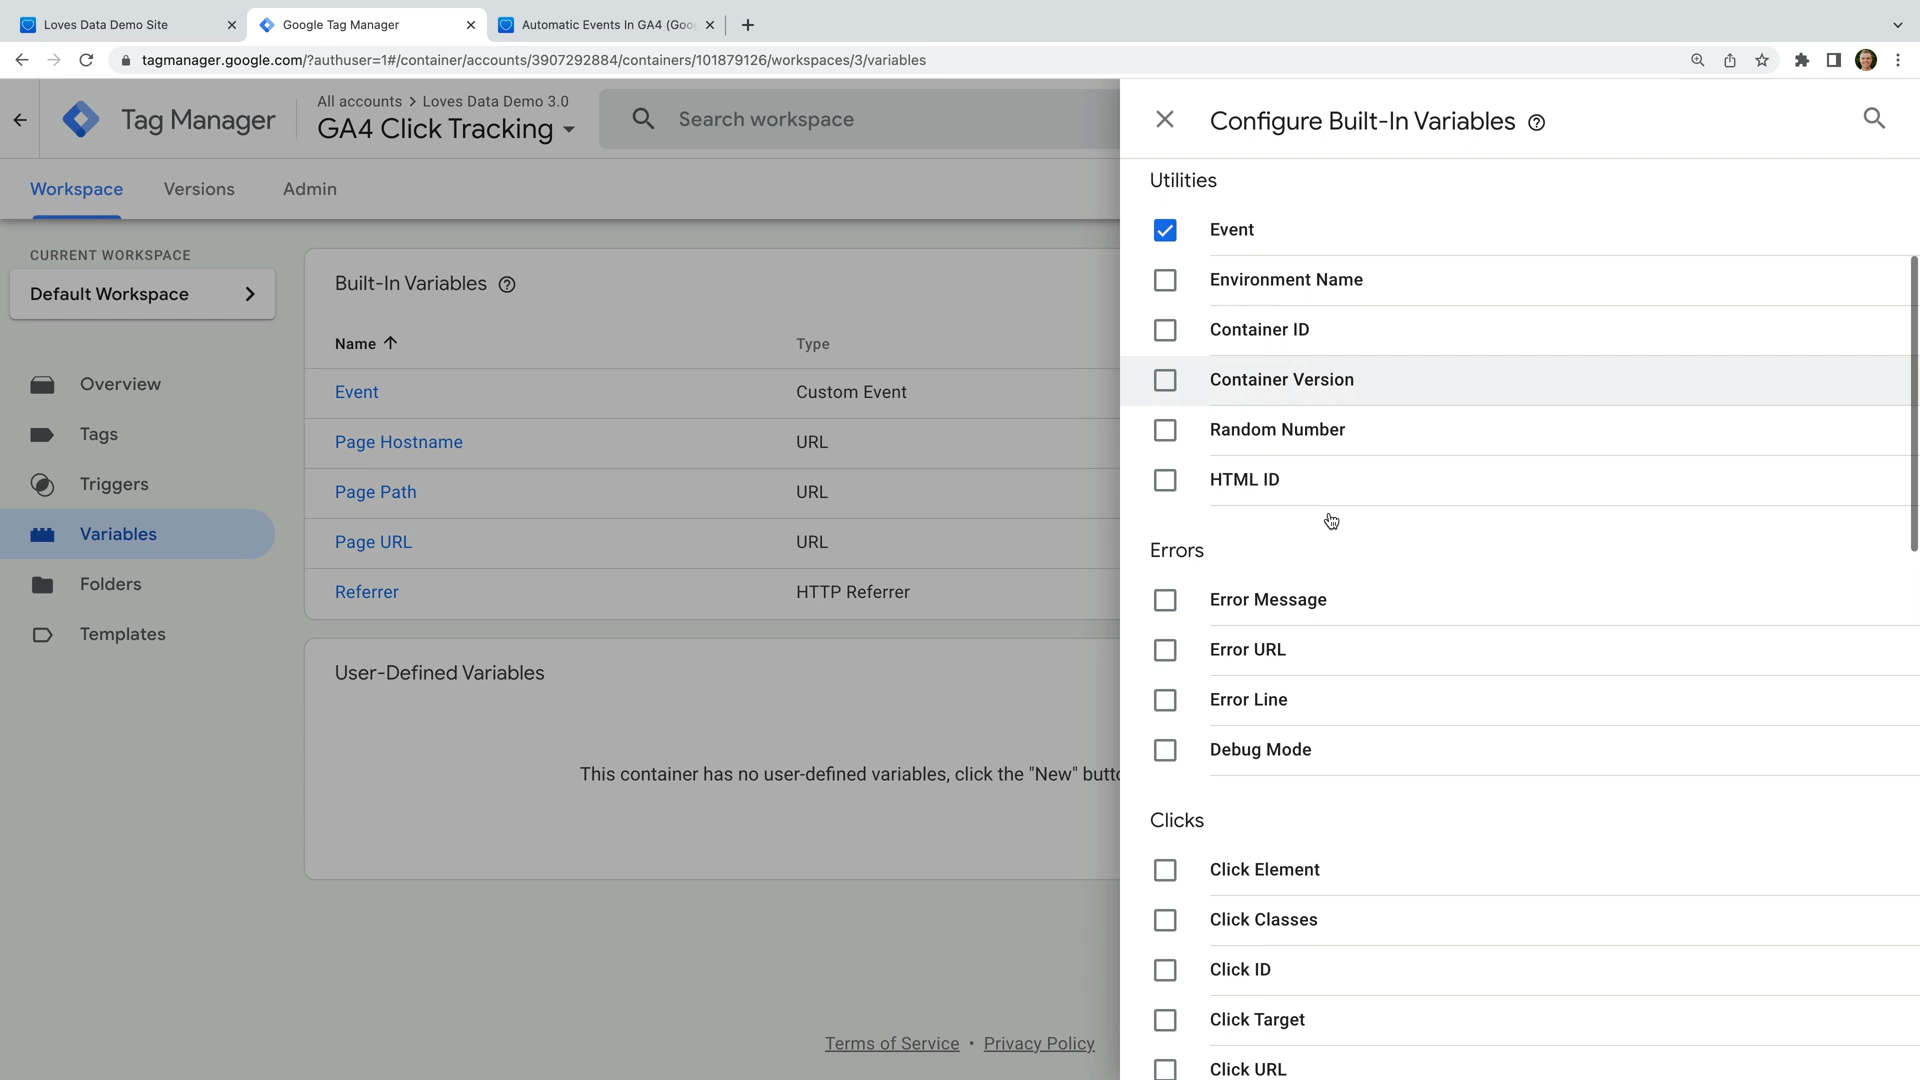 Loves Data Demo Site
Google Tag Manager
Automatic Events In GA4 (Goo
tagmanager.google.com/?authuser=1#/container/accounts/3907292884/containers/101879126/workspaces/3/variables
Tag Manager
All accounts > Loves Data Demo 3.0
GA4 Click Tracking
Search workspace
Configure Built-In Variables
Workspace
Versions
Admin
CURRENT WORKSPACE
Default Workspace
Overview
Tags
Triggers
Variables
Folders
Templates
Built-In Variables
Name
Type
Event
Custom Event
Page Hostname
URL
Page Path
URL
Page URL
URL
Referrer
HTTP Referrer
User-Defined Variables
This container has no user-defined variables, click the "New" butto
Terms of Service • Privacy Policy
Utilities
Event
Environment Name
Container ID
Container Version
Random Number
HTML ID
Errors
Error Message
Error URL
Error Line
Debug Mode
Clicks
Click Element
Click Classes
Click ID
Click Target
Click URL